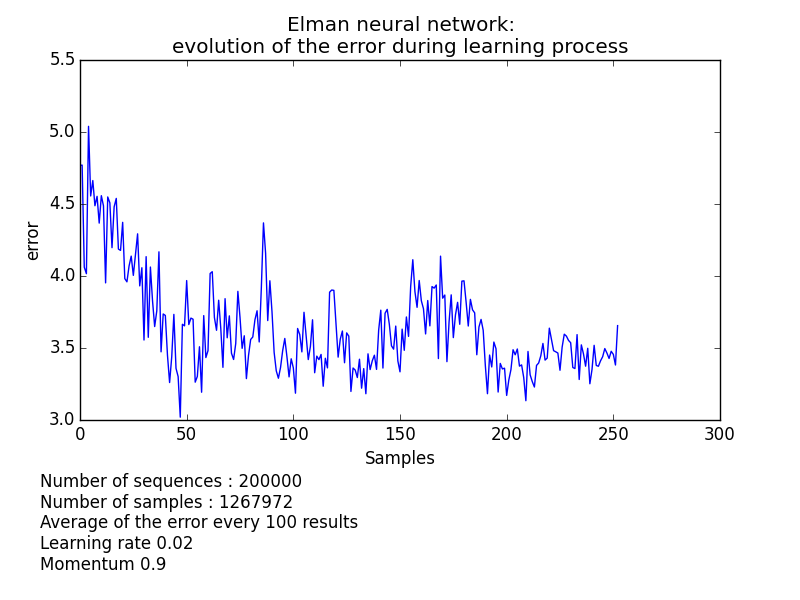 Elman neural network:
evolution of the error during learning process
5.5
5.0
4.5
4.0
3.5
3.0
error
0 50 100 150 200 250 300
Samples
Number of sequences : 200000
Number of samples : 1267972
Average of the error every 100 results
Learning rate 0.02
Momentum 0.9